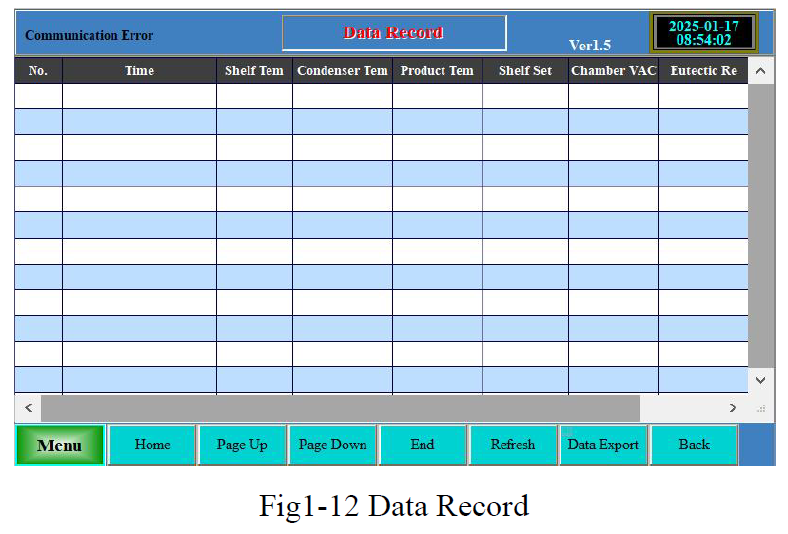 Communication Error
Data Record
Ver1.5
2025-01-17
08:54:02
No. Time Shelf Tem Condenser Tem Product Tem Shelf Set Chamber VAC Eutectic Re
Menu Home Page Up Page Down End Refresh Data Export Back
Fig1-12 Data Record